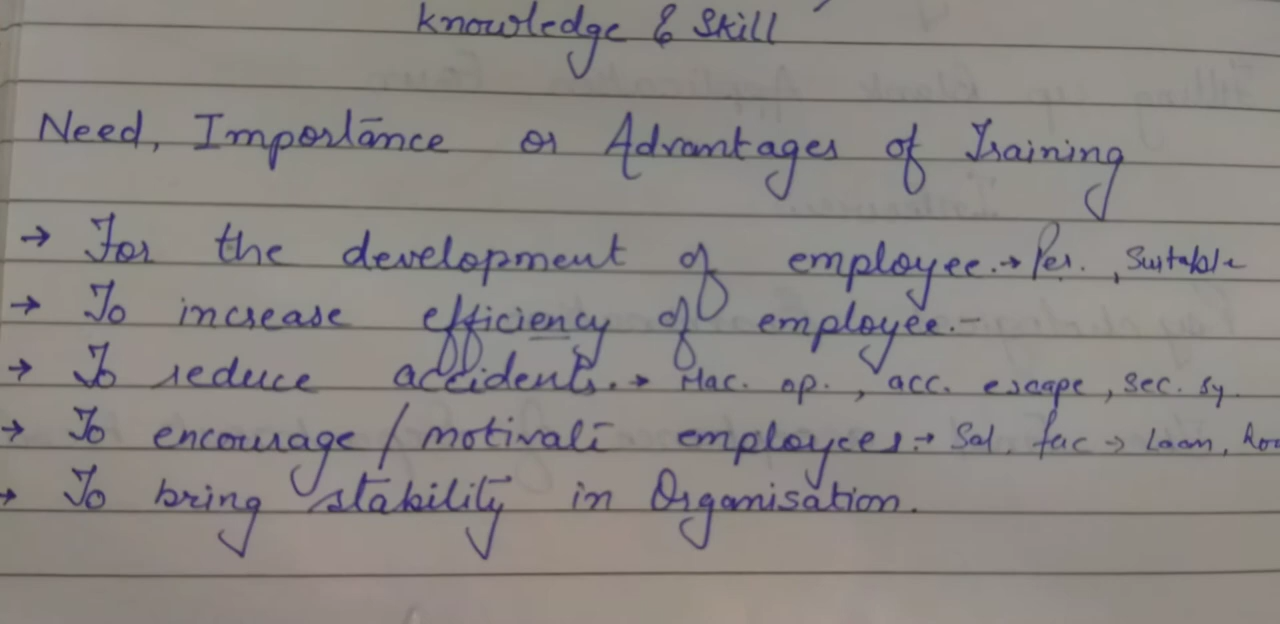 knowledge & Skill
Need, Importance or Advantages of Training
→ For the development of employee.→ Per. , Suitable
→ To increase efficiency of employee.-
→ To reduce accidents.→ Mac. op. , acc. escape , sec. sy.
→ To encourage / motivate employees:→ Sal. fac → Loan,
→ To bring stability in Organisation.